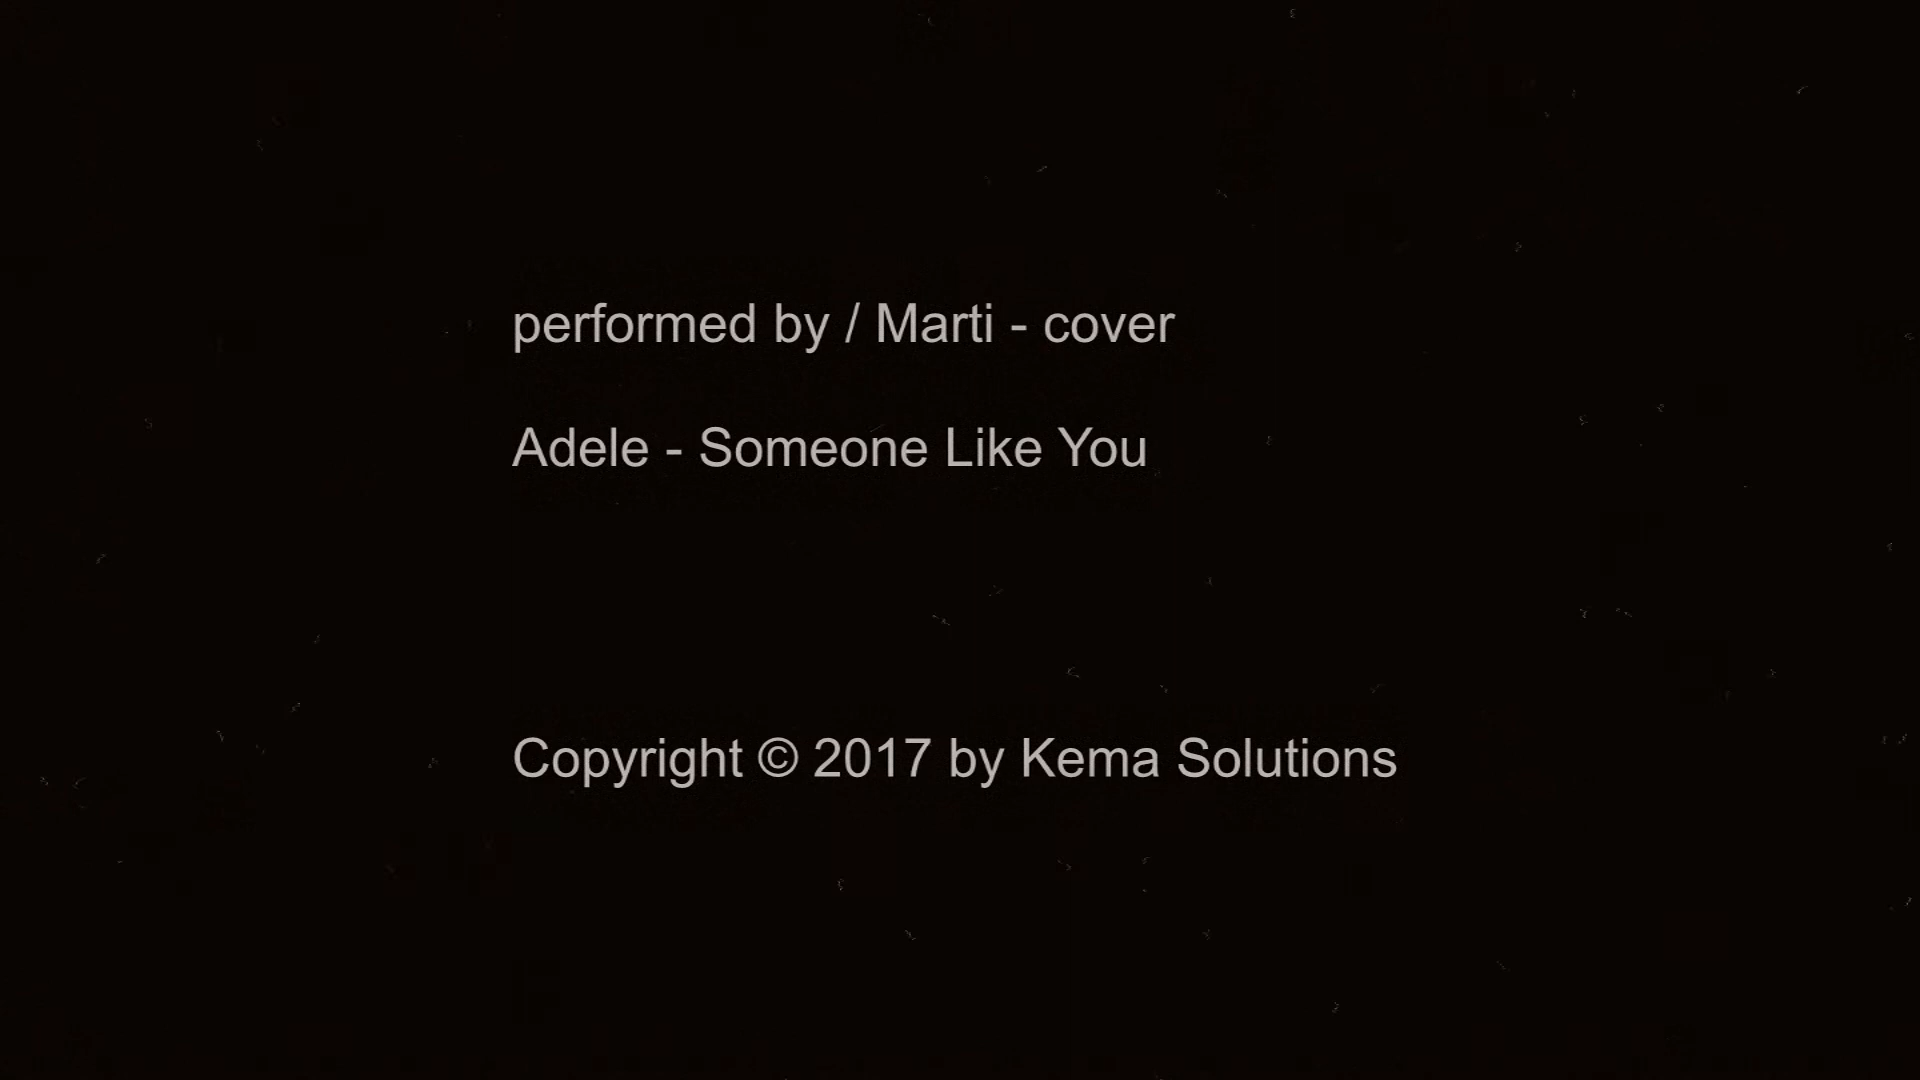 performed by / Marti - cover
Adele - Someone Like You
Copyright © 2017 by Kema Solutions